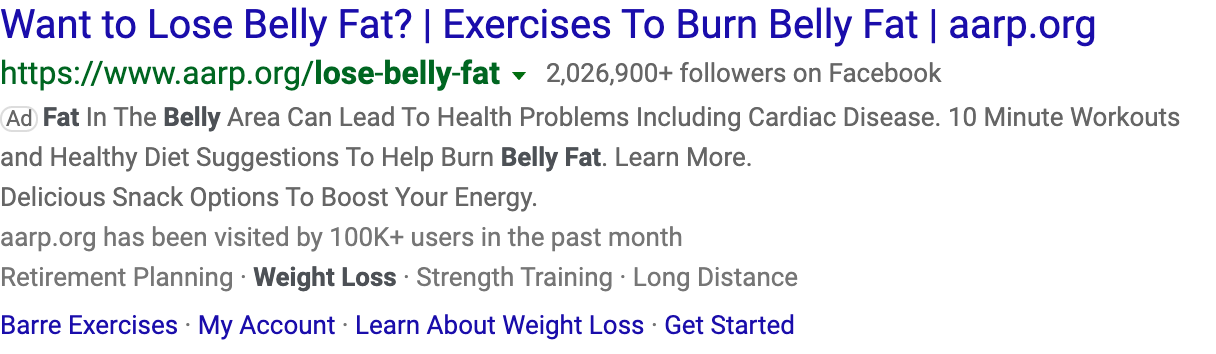 Want to Lose Belly Fat? | Exercises To Burn Belly Fat | aarp.org
https://www.aarp.org/lose-belly-fat ▼ 2,026,900+ followers on Facebook
Ad Fat In The Belly Area Can Lead To Health Problems Including Cardiac Disease. 10 Minute Workouts
and Healthy Diet Suggestions To Help Burn Belly Fat. Learn More.
Delicious Snack Options To Boost Your Energy.
aarp.org has been visited by 100K+ users in the past month
Retirement Planning · Weight Loss · Strength Training · Long Distance
Barre Exercises · My Account · Learn About Weight Loss · Get Started